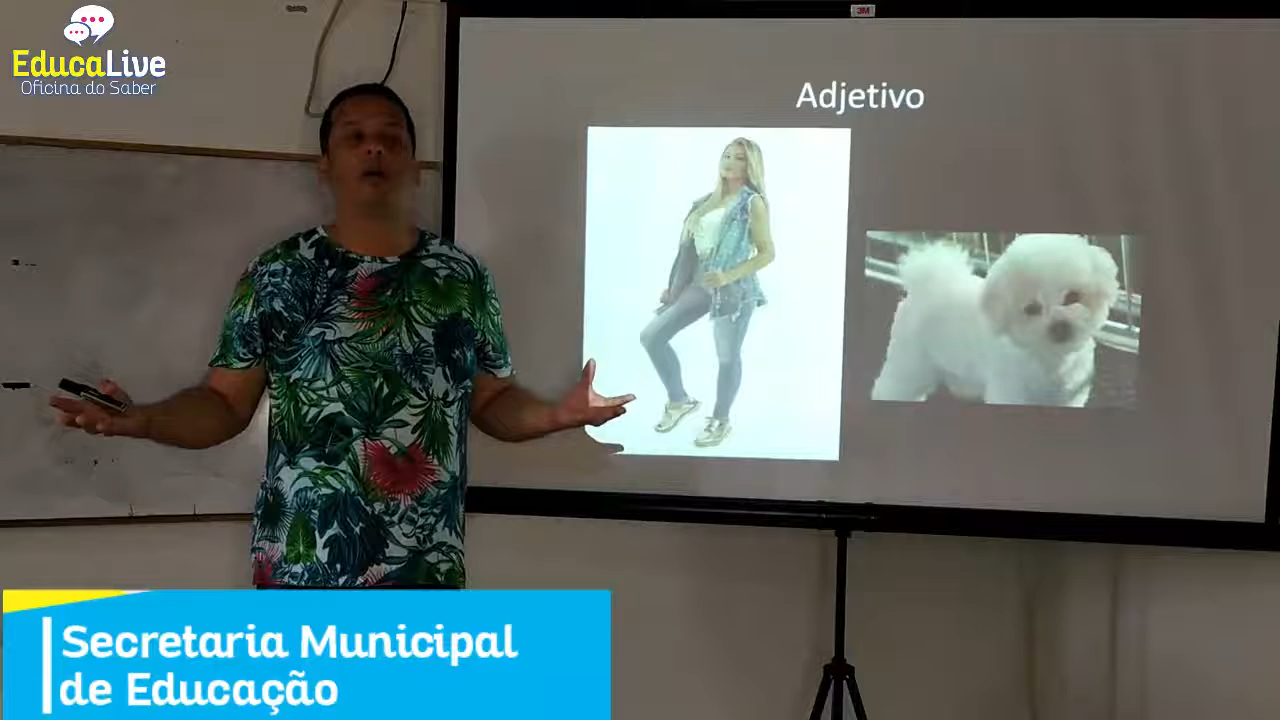 EducaLive
Oficina do Saber
3M
Adjetivo
Secretaria Municipal
de Educação